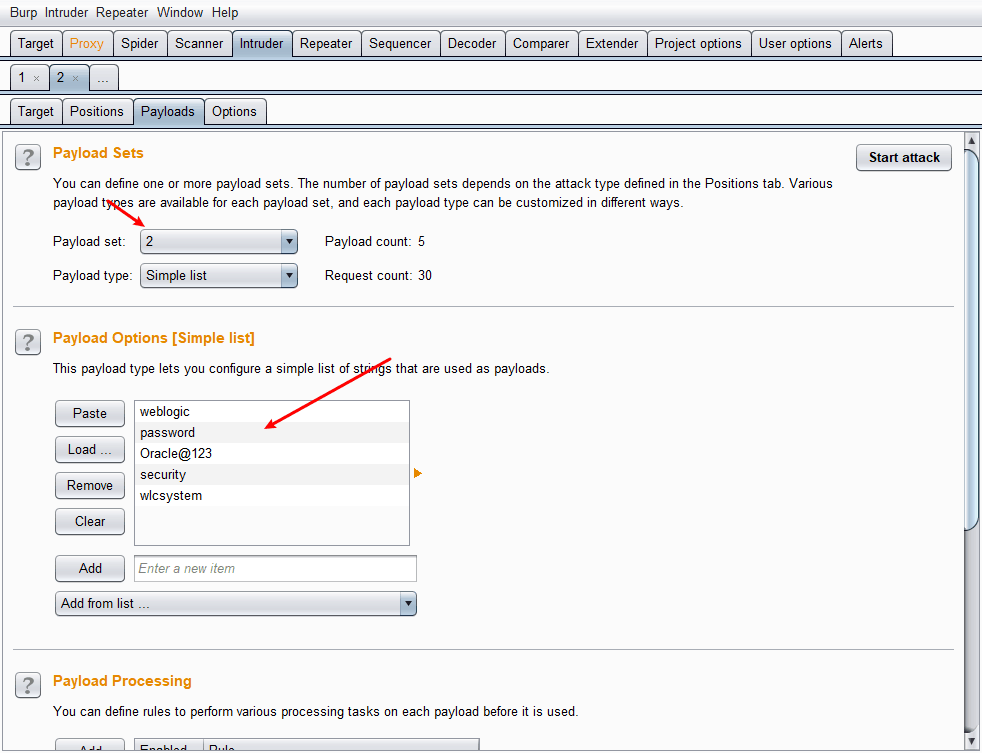 Burp Intruder Repeater Window Help
Target Proxy Spider Scanner Intruder Repeater Sequencer Decoder Comparer Extender Project options User options Alerts
1 × 2 × ...
Target Positions Payloads Options
? Payload Sets Start attack
You can define one or more payload sets. The number of payload sets depends on the attack type defined in the Positions tab. Various
payload types are available for each payload set, and each payload type can be customized in different ways.
Payload set: 2 Payload count: 5
Payload type: Simple list Request count: 30
? Payload Options [Simple list]
This payload type lets you configure a simple list of strings that are used as payloads.
Paste weblogic
password
Load ... Oracle@123
security
Remove wlcsystem
Clear
Add Enter a new item
Add from list ...
? Payload Processing
You can define rules to perform various processing tasks on each payload before it is used.
Add Enabled Rule